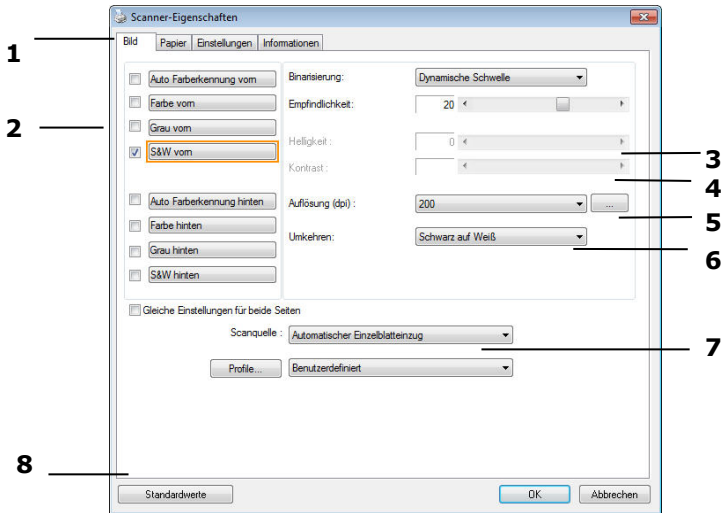 Scanner-Eigenschaften
Bild Papier Einstellungen Informationen
1
Auto Farberkennung vorn
Binarisierung: Dynamische Schwelle
Farbe vorn
Empfindlichkeit: 20
2
Grau vorn
S&W vorn
Helligkeit : 0
3
Kontrast :
4
Auto Farberkennung hinten
Auflösung (dpi) : 200 ...
5
Farbe hinten
Umkehren: Schwarz auf Weiß
6
Grau hinten
S&W hinten
Gleiche Einstellungen für beide Seiten
Scanquelle : Automatischer Einzelblatteinzug
7
Profile... Benutzerdefiniert
8
Standardwerte OK Abbrechen